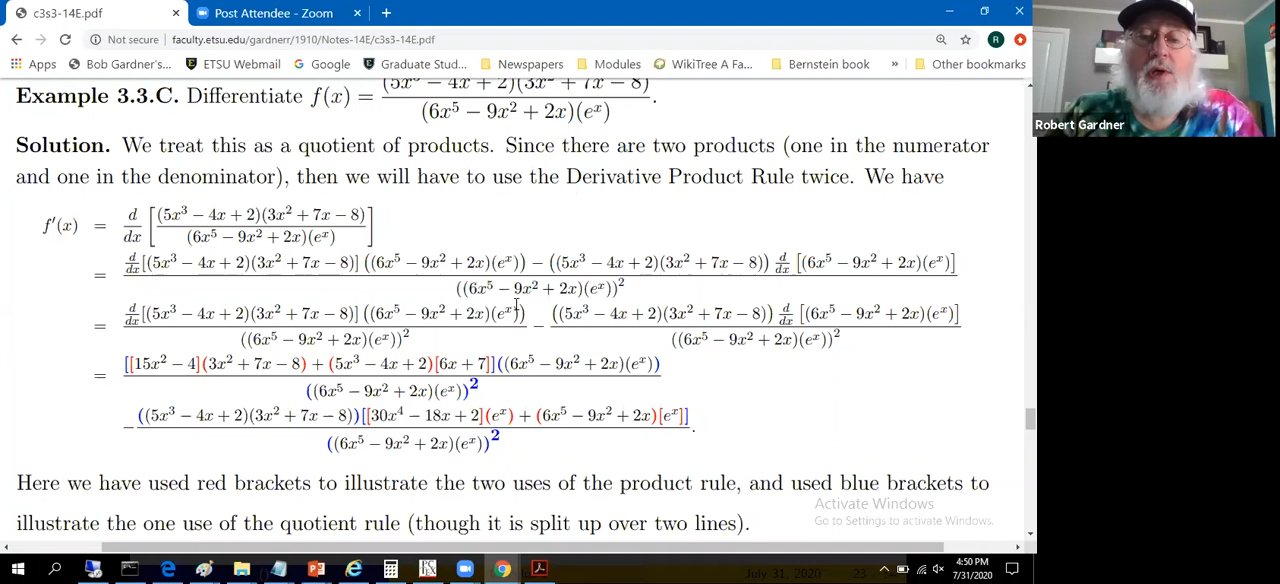 c3s3-14E.pdf
Post Attendee - Zoom
Not secure | faculty.etsu.edu/gardnerr/1910/Notes-14E/c3s3-14E.pdf
R
Apps Bob Gardner's... ETSU Webmail Google Graduate Stud... Newspapers Modules WikiTree A Fa... Bernstein book » Other bookmarks
Robert Gardner
Example 3.3.C. Differentiate f(x) = (5x³ − 4x + 2)(3x² + 7x − 8) / (6x⁵ − 9x² + 2x)(eˣ).
Solution. We treat this as a quotient of products. Since there are two products (one in the numerator
and one in the denominator), then we will have to use the Derivative Product Rule twice. We have
f′(x) = d/dx [(5x³ − 4x + 2)(3x² + 7x − 8) / (6x⁵ − 9x² + 2x)(eˣ)]
= d/dx[(5x³ − 4x + 2)(3x² + 7x − 8)] ((6x⁵ − 9x² + 2x)(eˣ)) − ((5x³ − 4x + 2)(3x² + 7x − 8)) d/dx [(6x⁵ − 9x² + 2x)(eˣ)] / ((6x⁵ − 9x² + 2x)(eˣ))²
= d/dx[(5x³ − 4x + 2)(3x² + 7x − 8)] ((6x⁵ − 9x² + 2x)(eˣ)) / ((6x⁵ − 9x² + 2x)(eˣ))² − ((5x³ − 4x + 2)(3x² + 7x − 8)) d/dx [(6x⁵ − 9x² + 2x)(eˣ)] / ((6x⁵ − 9x² + 2x)(eˣ))²
= [[15x² − 4](3x² + 7x − 8) + (5x³ − 4x + 2)[6x + 7]]((6x⁵ − 9x² + 2x)(eˣ)) / ((6x⁵ − 9x² + 2x)(eˣ))²
− ((5x³ − 4x + 2)(3x² + 7x − 8))[[30x⁴ − 18x + 2](eˣ) + (6x⁵ − 9x² + 2x)[eˣ]] / ((6x⁵ − 9x² + 2x)(eˣ))².
Here we have used red brackets to illustrate the two uses of the product rule, and used blue brackets to
illustrate the one use of the quotient rule (though it is split up over two lines).
Activate Windows
Go to Settings to activate Windows.
July 31, 2020 23
4:50 PM
7/31/2020